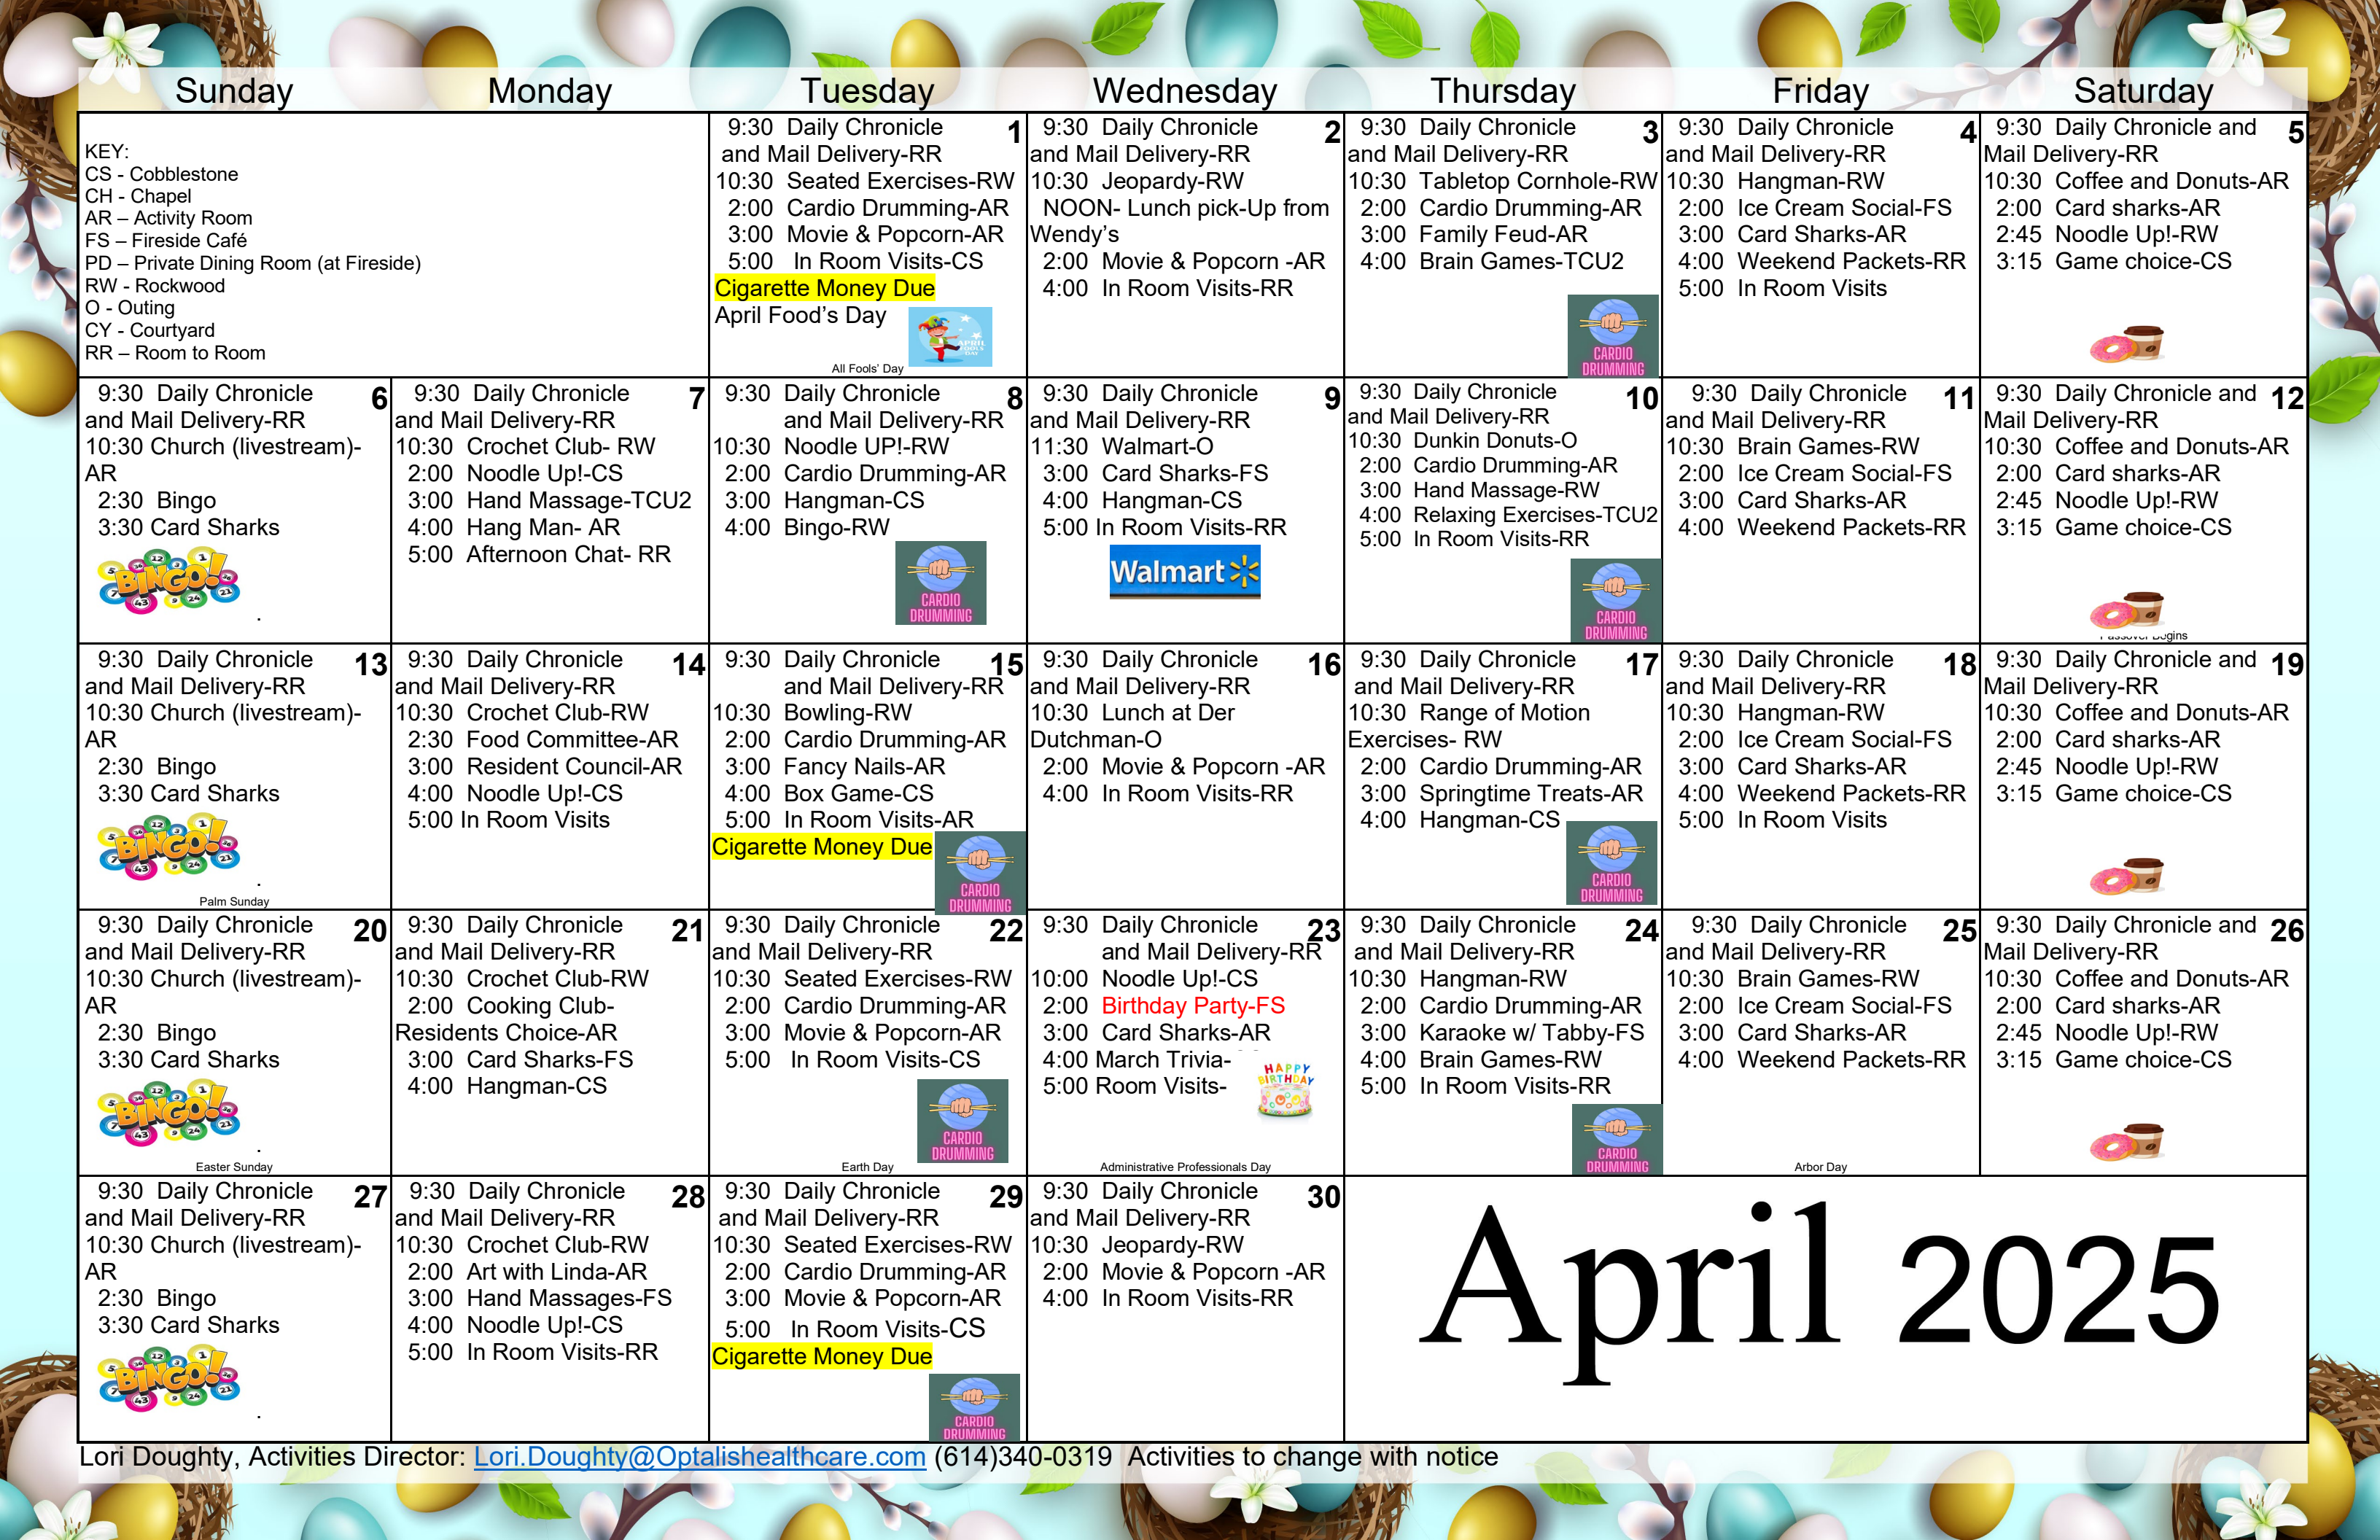 Sunday Monday Tuesday Wednesday Thursday Friday Saturday
KEY:
CS - Cobblestone
CH - Chapel
AR – Activity Room
FS – Fireside Café
PD – Private Dining Room (at Fireside)
RW - Rockwood
O - Outing
CY - Courtyard
RR – Room to Room
1
9:30 Daily Chronicle
and Mail Delivery-RR
10:30 Seated Exercises-RW
2:00 Cardio Drumming-AR
3:00 Movie & Popcorn-AR
5:00 In Room Visits-CS
Cigarette Money Due
April Food’s Day
APRIL
FOOLS
DAY
All Fools’ Day
2
9:30 Daily Chronicle
and Mail Delivery-RR
10:30 Jeopardy-RW
NOON- Lunch pick-Up from
Wendy’s
2:00 Movie & Popcorn -AR
4:00 In Room Visits-RR
3
9:30 Daily Chronicle
and Mail Delivery-RR
10:30 Tabletop Cornhole-RW
2:00 Cardio Drumming-AR
3:00 Family Feud-AR
4:00 Brain Games-TCU2
CARDIO
DRUMMING
4
9:30 Daily Chronicle
and Mail Delivery-RR
10:30 Hangman-RW
2:00 Ice Cream Social-FS
3:00 Card Sharks-AR
4:00 Weekend Packets-RR
5:00 In Room Visits
5
9:30 Daily Chronicle and
Mail Delivery-RR
10:30 Coffee and Donuts-AR
2:00 Card sharks-AR
2:45 Noodle Up!-RW
3:15 Game choice-CS
6
9:30 Daily Chronicle
and Mail Delivery-RR
10:30 Church (livestream)-
AR
2:30 Bingo
3:30 Card Sharks
BINGO!
.
7
9:30 Daily Chronicle
and Mail Delivery-RR
10:30 Crochet Club- RW
2:00 Noodle Up!-CS
3:00 Hand Massage-TCU2
4:00 Hang Man- AR
5:00 Afternoon Chat- RR
8
9:30 Daily Chronicle
and Mail Delivery-RR
10:30 Noodle UP!-RW
2:00 Cardio Drumming-AR
3:00 Hangman-CS
4:00 Bingo-RW
CARDIO
DRUMMING
9
9:30 Daily Chronicle
and Mail Delivery-RR
11:30 Walmart-O
3:00 Card Sharks-FS
4:00 Hangman-CS
5:00 In Room Visits-RR
Walmart
10
9:30 Daily Chronicle
and Mail Delivery-RR
10:30 Dunkin Donuts-O
2:00 Cardio Drumming-AR
3:00 Hand Massage-RW
4:00 Relaxing Exercises-TCU2
5:00 In Room Visits-RR
CARDIO
DRUMMING
11
9:30 Daily Chronicle
and Mail Delivery-RR
10:30 Brain Games-RW
2:00 Ice Cream Social-FS
3:00 Card Sharks-AR
4:00 Weekend Packets-RR
12
9:30 Daily Chronicle and
Mail Delivery-RR
10:30 Coffee and Donuts-AR
2:00 Card sharks-AR
2:45 Noodle Up!-RW
3:15 Game choice-CS
Passover Begins
13
9:30 Daily Chronicle
and Mail Delivery-RR
10:30 Church (livestream)-
AR
2:30 Bingo
3:30 Card Sharks
BINGO!
.
Palm Sunday
14
9:30 Daily Chronicle
and Mail Delivery-RR
10:30 Crochet Club-RW
2:30 Food Committee-AR
3:00 Resident Council-AR
4:00 Noodle Up!-CS
5:00 In Room Visits
15
9:30 Daily Chronicle
and Mail Delivery-RR
10:30 Bowling-RW
2:00 Cardio Drumming-AR
3:00 Fancy Nails-AR
4:00 Box Game-CS
5:00 In Room Visits-AR
Cigarette Money Due
CARDIO
DRUMMING
16
9:30 Daily Chronicle
and Mail Delivery-RR
10:30 Lunch at Der
Dutchman-O
2:00 Movie & Popcorn -AR
4:00 In Room Visits-RR
17
9:30 Daily Chronicle
and Mail Delivery-RR
10:30 Range of Motion
Exercises- RW
2:00 Cardio Drumming-AR
3:00 Springtime Treats-AR
4:00 Hangman-CS
CARDIO
DRUMMING
18
9:30 Daily Chronicle
and Mail Delivery-RR
10:30 Hangman-RW
2:00 Ice Cream Social-FS
3:00 Card Sharks-AR
4:00 Weekend Packets-RR
5:00 In Room Visits
19
9:30 Daily Chronicle and
Mail Delivery-RR
10:30 Coffee and Donuts-AR
2:00 Card sharks-AR
2:45 Noodle Up!-RW
3:15 Game choice-CS
20
9:30 Daily Chronicle
and Mail Delivery-RR
10:30 Church (livestream)-
AR
2:30 Bingo
3:30 Card Sharks
BINGO!
.
Easter Sunday
21
9:30 Daily Chronicle
and Mail Delivery-RR
10:30 Crochet Club-RW
2:00 Cooking Club-
Residents Choice-AR
3:00 Card Sharks-FS
4:00 Hangman-CS
22
9:30 Daily Chronicle
and Mail Delivery-RR
10:30 Seated Exercises-RW
2:00 Cardio Drumming-AR
3:00 Movie & Popcorn-AR
5:00 In Room Visits-CS
CARDIO
DRUMMING
Earth Day
23
9:30 Daily Chronicle
and Mail Delivery-RR
10:00 Noodle Up!-CS
2:00 Birthday Party-FS
3:00 Card Sharks-AR
4:00 March Trivia-
5:00 Room Visits-
HAPPY
BIRTHDAY
Administrative Professionals Day
24
9:30 Daily Chronicle
and Mail Delivery-RR
10:30 Hangman-RW
2:00 Cardio Drumming-AR
3:00 Karaoke w/ Tabby-FS
4:00 Brain Games-RW
5:00 In Room Visits-RR
CARDIO
DRUMMING
25
9:30 Daily Chronicle
and Mail Delivery-RR
10:30 Brain Games-RW
2:00 Ice Cream Social-FS
3:00 Card Sharks-AR
4:00 Weekend Packets-RR
Arbor Day
26
9:30 Daily Chronicle and
Mail Delivery-RR
10:30 Coffee and Donuts-AR
2:00 Card sharks-AR
2:45 Noodle Up!-RW
3:15 Game choice-CS
27
9:30 Daily Chronicle
and Mail Delivery-RR
10:30 Church (livestream)-
AR
2:30 Bingo
3:30 Card Sharks
BINGO!
.
28
9:30 Daily Chronicle
and Mail Delivery-RR
10:30 Crochet Club-RW
2:00 Art with Linda-AR
3:00 Hand Massages-FS
4:00 Noodle Up!-CS
5:00 In Room Visits-RR
29
9:30 Daily Chronicle
and Mail Delivery-RR
10:30 Seated Exercises-RW
2:00 Cardio Drumming-AR
3:00 Movie & Popcorn-AR
5:00 In Room Visits-CS
Cigarette Money Due
CARDIO
DRUMMING
30
9:30 Daily Chronicle
and Mail Delivery-RR
10:30 Jeopardy-RW
2:00 Movie & Popcorn -AR
4:00 In Room Visits-RR
April 2025
Lori Doughty, Activities Director: Lori.Doughty@Optalishealthcare.com (614)340-0319 Activities to change with notice